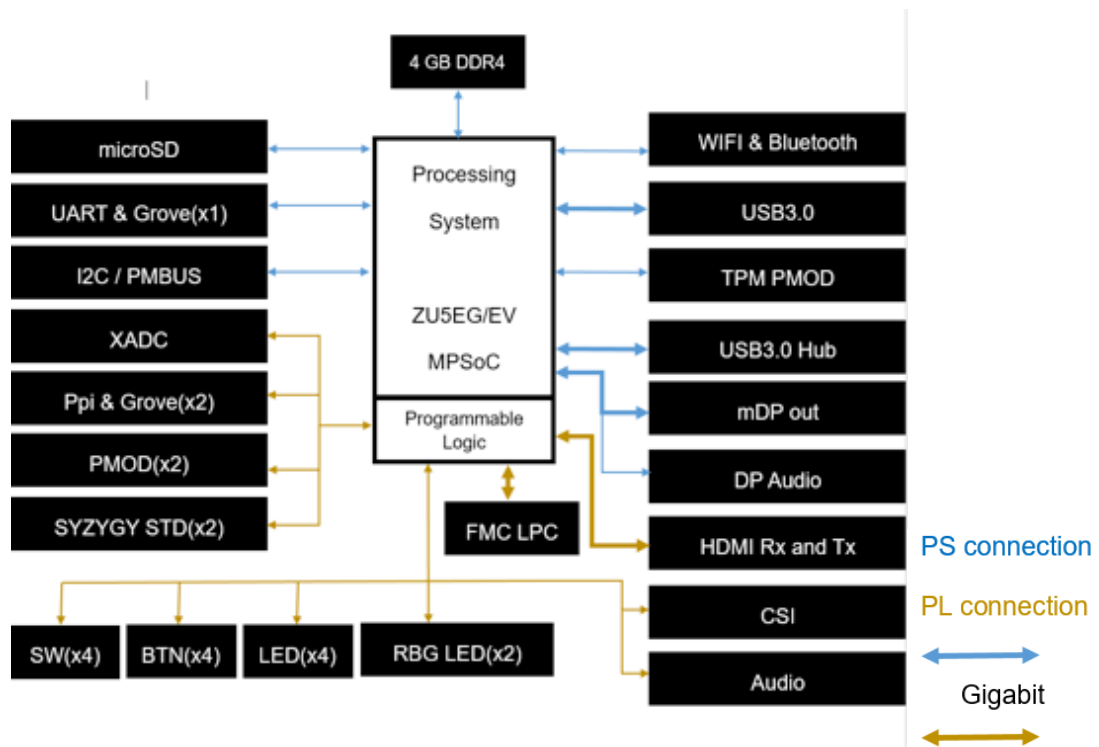 4 GB DDR4
microSD
UART & Grove(x1)
I2C / PMBUS
XADC
Ppi & Grove(x2)
PMOD(x2)
SYZYGY STD(x2)
Processing
System
ZU5EG/EV
MPSoC
Programmable
Logic
FMC LPC
WIFI & Bluetooth
USB3.0
TPM PMOD
USB3.0 Hub
mDP out
DP Audio
HDMI Rx and Tx
CSI
Audio
SW(x4)
BTN(x4)
LED(x4)
RBG LED(x2)
PS connection
PL connection
Gigabit